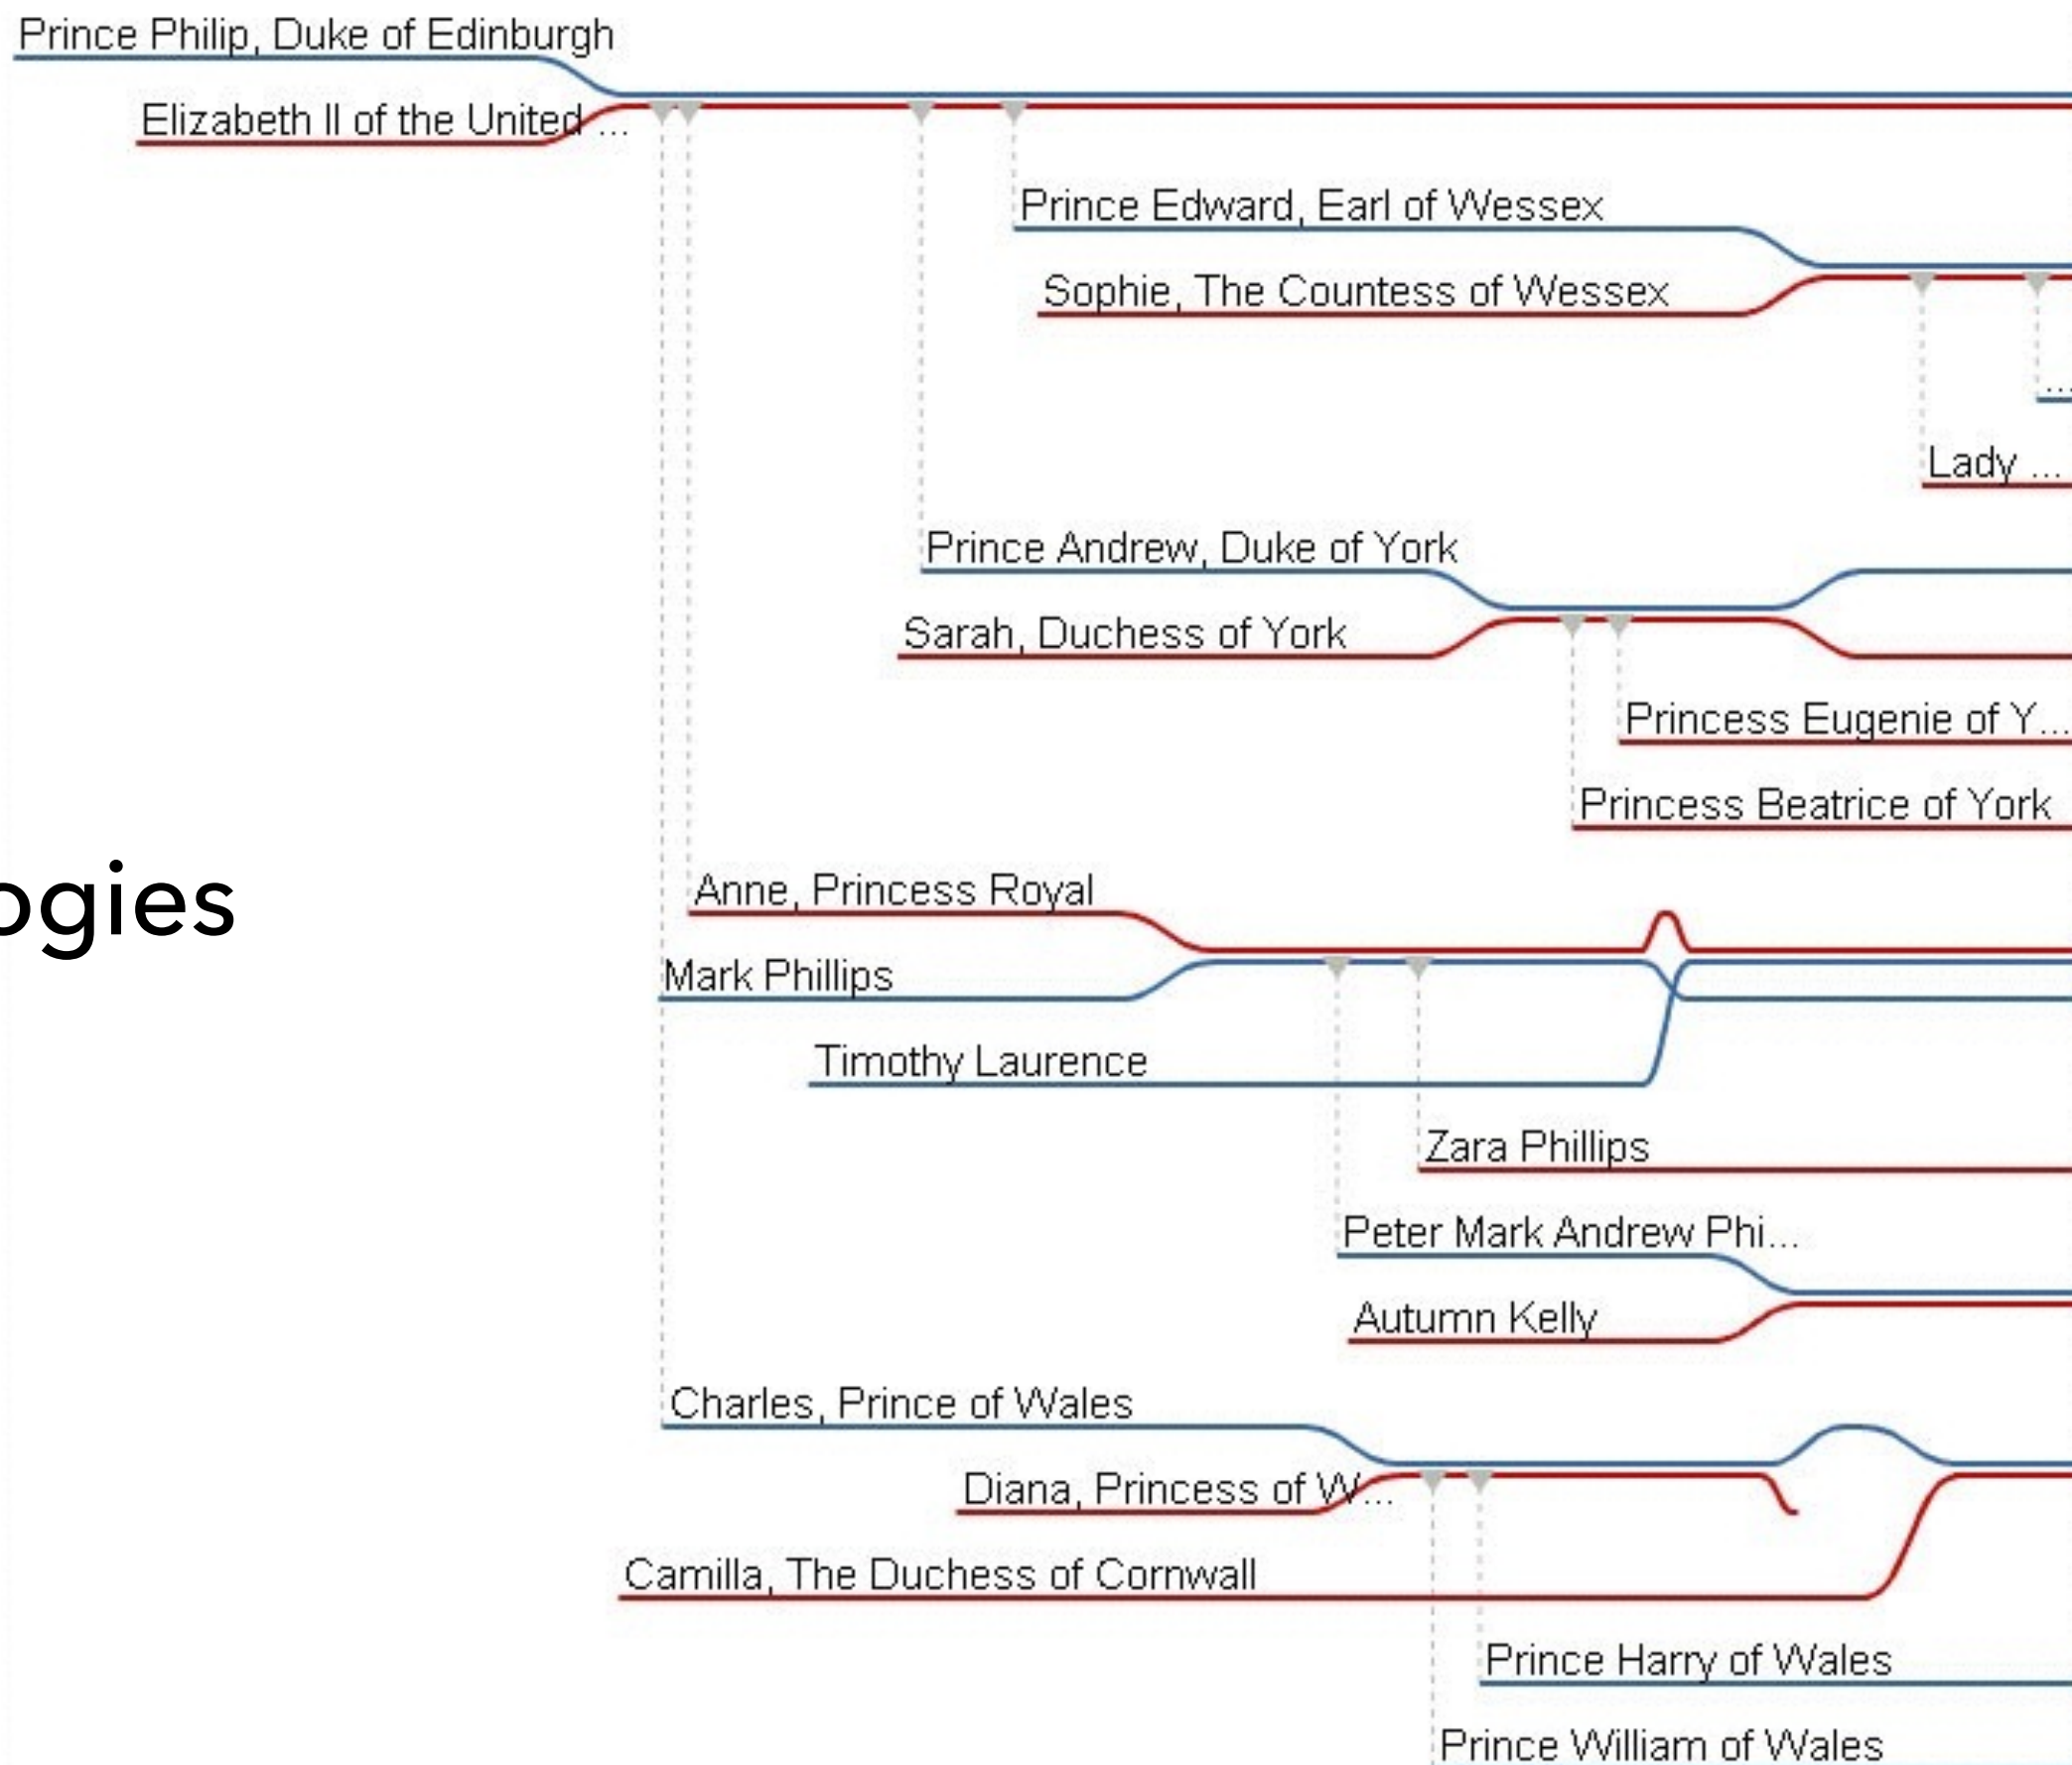 Prince Philip, Duke of Edinburgh
Elizabeth II of the United ...
Prince Edward, Earl of Wessex
Sophie, The Countess of Wessex
...
Lady ...
Prince Andrew, Duke of York
Sarah, Duchess of York
Princess Eugenie of Y...
Princess Beatrice of York
Anne, Princess Royal
ogies
Mark Phillips
Timothy Laurence
Zara Phillips
Peter Mark Andrew Phi...
Autumn Kelly
Charles, Prince of Wales
Diana, Princess of W...
Camilla, The Duchess of Cornwall
Prince Harry of Wales
Prince William of Wales